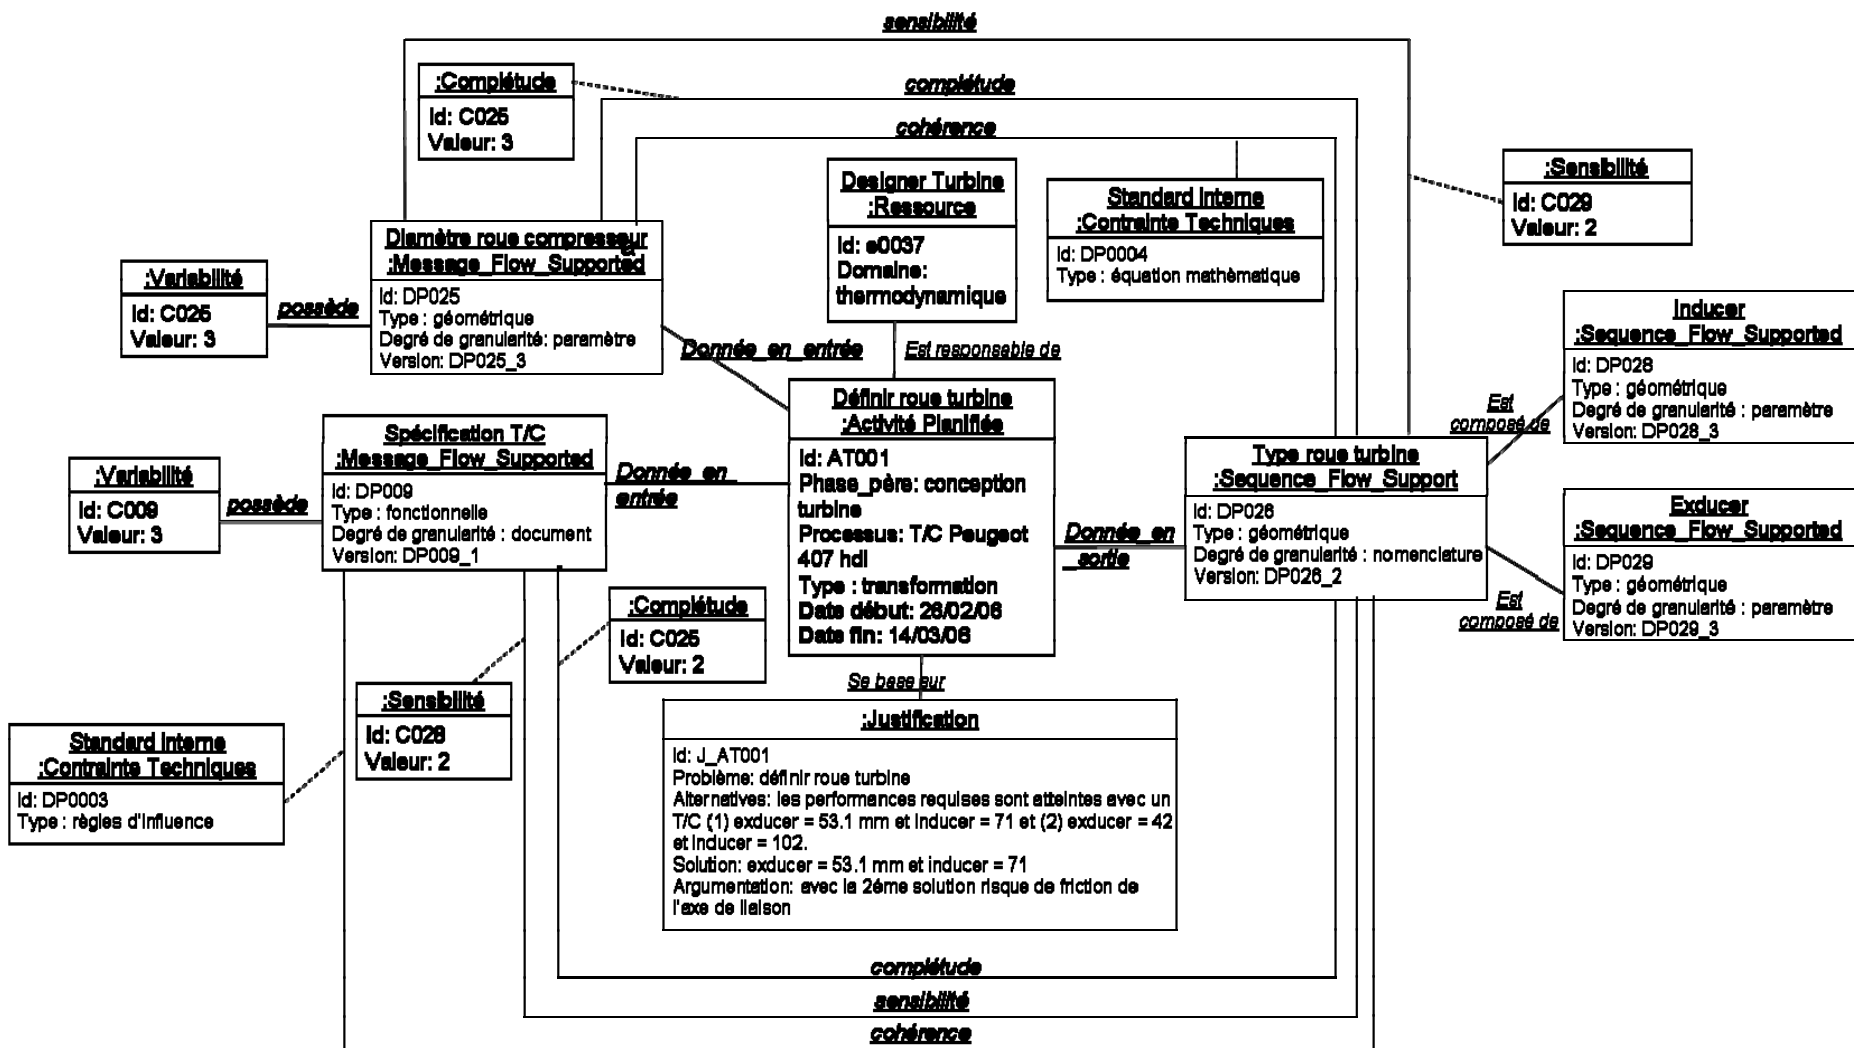 sensibilité
:Complétude
Id: C025
Valeur: 3
complétude
cohérence
Designer Turbine
:Ressource
Id: e0037
Domaine:
thermodynamique
Standard Interne
:Contrainte Techniques
Id: DP0004
Type : équation mathèmatique
:Sensibilité
Id: C029
Valeur: 2
Diamètre roue compresseur
:Message_Flow_Supported
Id: DP025
Type : géométrique
Degré de granularité: paramètre
Version: DP025_3
:Variabilité
Id: C025
Valeur: 3
possède
Donnée_en_entrée
Est responsable de
Inducer
:Sequence_Flow_Supported
Id: DP028
Type : géométrique
Degré de granularité : paramètre
Version: DP028_3
Est
composé de
Définir roue turbine
:Activité Planifiée
Id: AT001
Phase_père: conception
turbine
Processus: T/C Peugeot
407 hdi
Type : transformation
Date début: 26/02/06
Date fin: 14/03/06
Spécification T/C
:Message_Flow_Supported
Id: DP009
Type : fonctionnelle
Degré de granularité : document
Version: DP009_1
:Variabilité
Id: C009
Valeur: 3
possède
Donnée_en_
entrée
Type roue turbine
:Sequence_Flow_Support
Id: DP026
Type : géométrique
Degré de granularité : nomenclature
Version: DP026_2
Donnée_en
_sortie
Exducer
:Sequence_Flow_Supported
Id: DP029
Type : géométrique
Degré de granularité : paramètre
Version: DP029_3
Est
composé de
:Complétude
Id: C025
Valeur: 2
:Sensibilité
Id: C028
Valeur: 2
Standard Interne
:Contrainte Techniques
Id: DP0003
Type : règles d'influence
Se base sur
:Justification
Id: J_AT001
Problème: définir roue turbine
Alternatives: les performances requises sont atteintes avec un
T/C (1) exducer = 53.1 mm et inducer = 71 et (2) exducer = 42
et inducer = 102.
Solution: exducer = 53.1 mm et inducer = 71
Argumentation: avec la 2éme solution risque de friction de
l'axe de liaison
complétude
sensibilité
cohérence